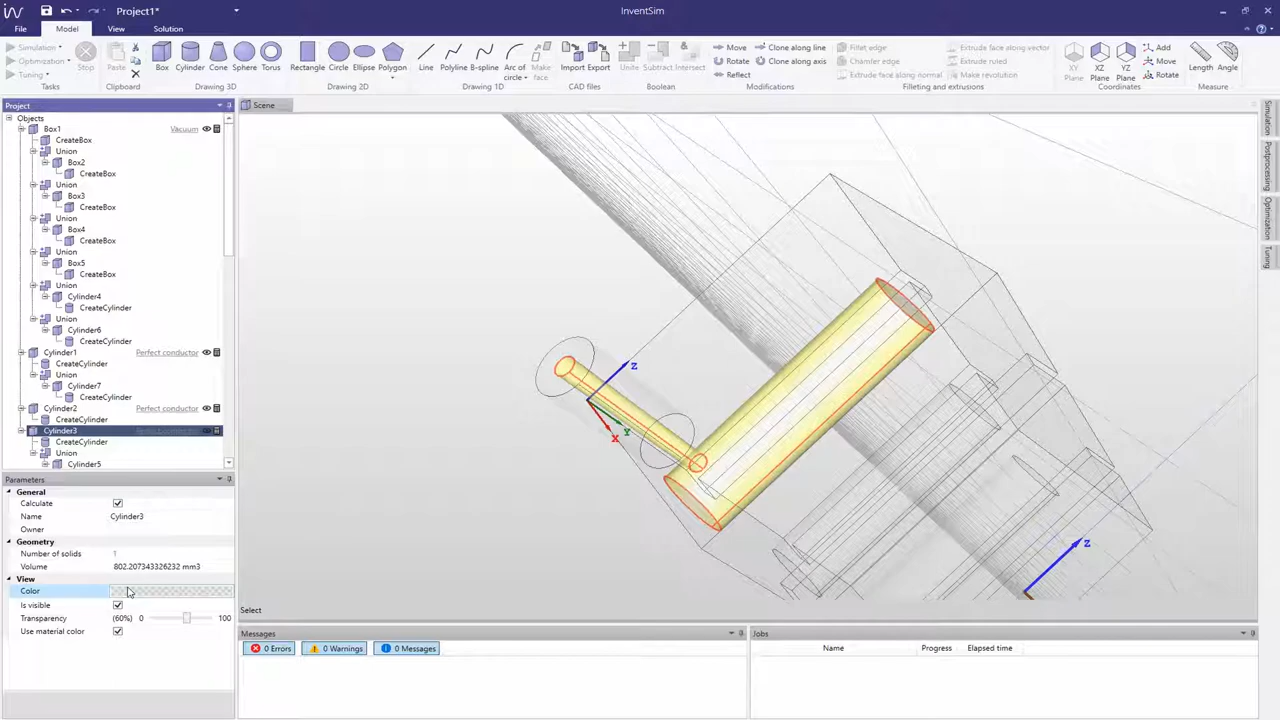 Project1*
InventSim
File Model View Solution
Simulation
Optimization
Tuning
Stop
Tasks
Paste
Clipboard
Box Cylinder Cone Sphere Torus
Drawing 3D
Rectangle Circle Ellipse Polygon
Drawing 2D
Line Polyline B-spline Arc of circle Make face
Drawing 1D
Import Export
CAD files
Unite Subtract Intersect
Boolean
Move
Rotate
Reflect
Clone along line
Clone along axis
Modifications
Fillet edge
Chamfer edge
Extrude face along normal
Extrude face along vector
Extrude ruled
Make revolution
Filleting and extrusions
XY Plane XZ Plane YZ Plane
Add
Move
Rotate
Coordinates
Length Angle
Measure
Project
Objects
Box1 Vacuum
CreateBox
Union
Box2
CreateBox
Union
Box3
CreateBox
Union
Box4
CreateBox
Union
Box5
CreateBox
Union
Cylinder4
CreateCylinder
Union
Cylinder6
CreateCylinder
Cylinder1 Perfect conductor
CreateCylinder
Union
Cylinder7
CreateCylinder
Cylinder2 Perfect conductor
CreateCylinder
Cylinder3 Perfect conductor
CreateCylinder
Union
Cylinder5
Parameters
General
Calculate
Name Cylinder3
Owner
Geometry
Number of solids 1
Volume 802.207343326232 mm3
View
Color
Is visible
Transparency (60%) 0 100
Use material color
Scene
Z
X
Y
Z
Select
Messages
0 Errors 0 Warnings 0 Messages
Jobs
Name Progress Elapsed time
Simulation
Postprocessing
Optimization
Tuning